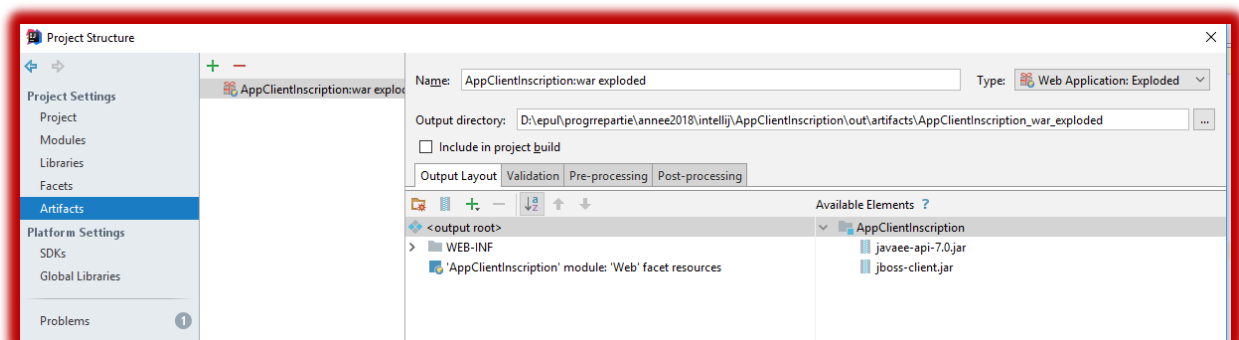 Project Structure
Project Settings
Project
Modules
Libraries
Facets
Artifacts
Platform Settings
SDKs
Global Libraries
Problems 1
AppClientInscription:war explod
Name: AppClientInscription:war exploded Type: Web Application: Exploded
Output directory: D:\epul\progrrepartie\annee2018\intellij\AppClientInscription\out\artifacts\AppClientInscription_war_exploded ...
Include in project build
Output Layout Validation Pre-processing Post-processing
Available Elements ?
<output root>
WEB-INF
'AppClientInscription' module: 'Web' facet resources
AppClientInscription
javaee-api-7.0.jar
jboss-client.jar